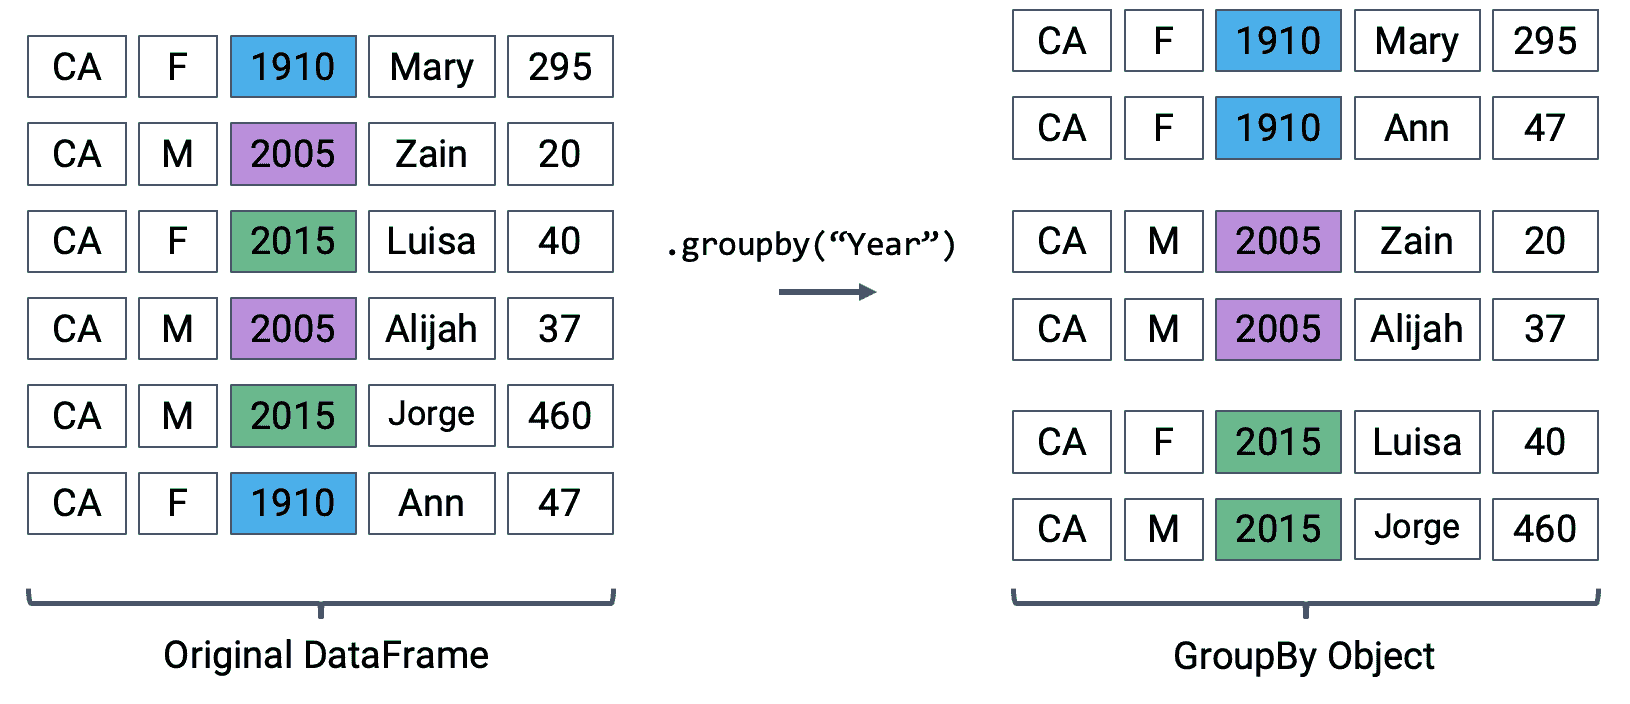 CA F 1910 Mary 295
CA M 2005 Zain 20
CA F 2015 Luisa 40
CA M 2005 Alijah 37
CA M 2015 Jorge 460
CA F 1910 Ann 47
Original DataFrame
.groupby(“Year”)
CA F 1910 Mary 295
CA F 1910 Ann 47
CA M 2005 Zain 20
CA M 2005 Alijah 37
CA F 2015 Luisa 40
CA M 2015 Jorge 460
GroupBy Object